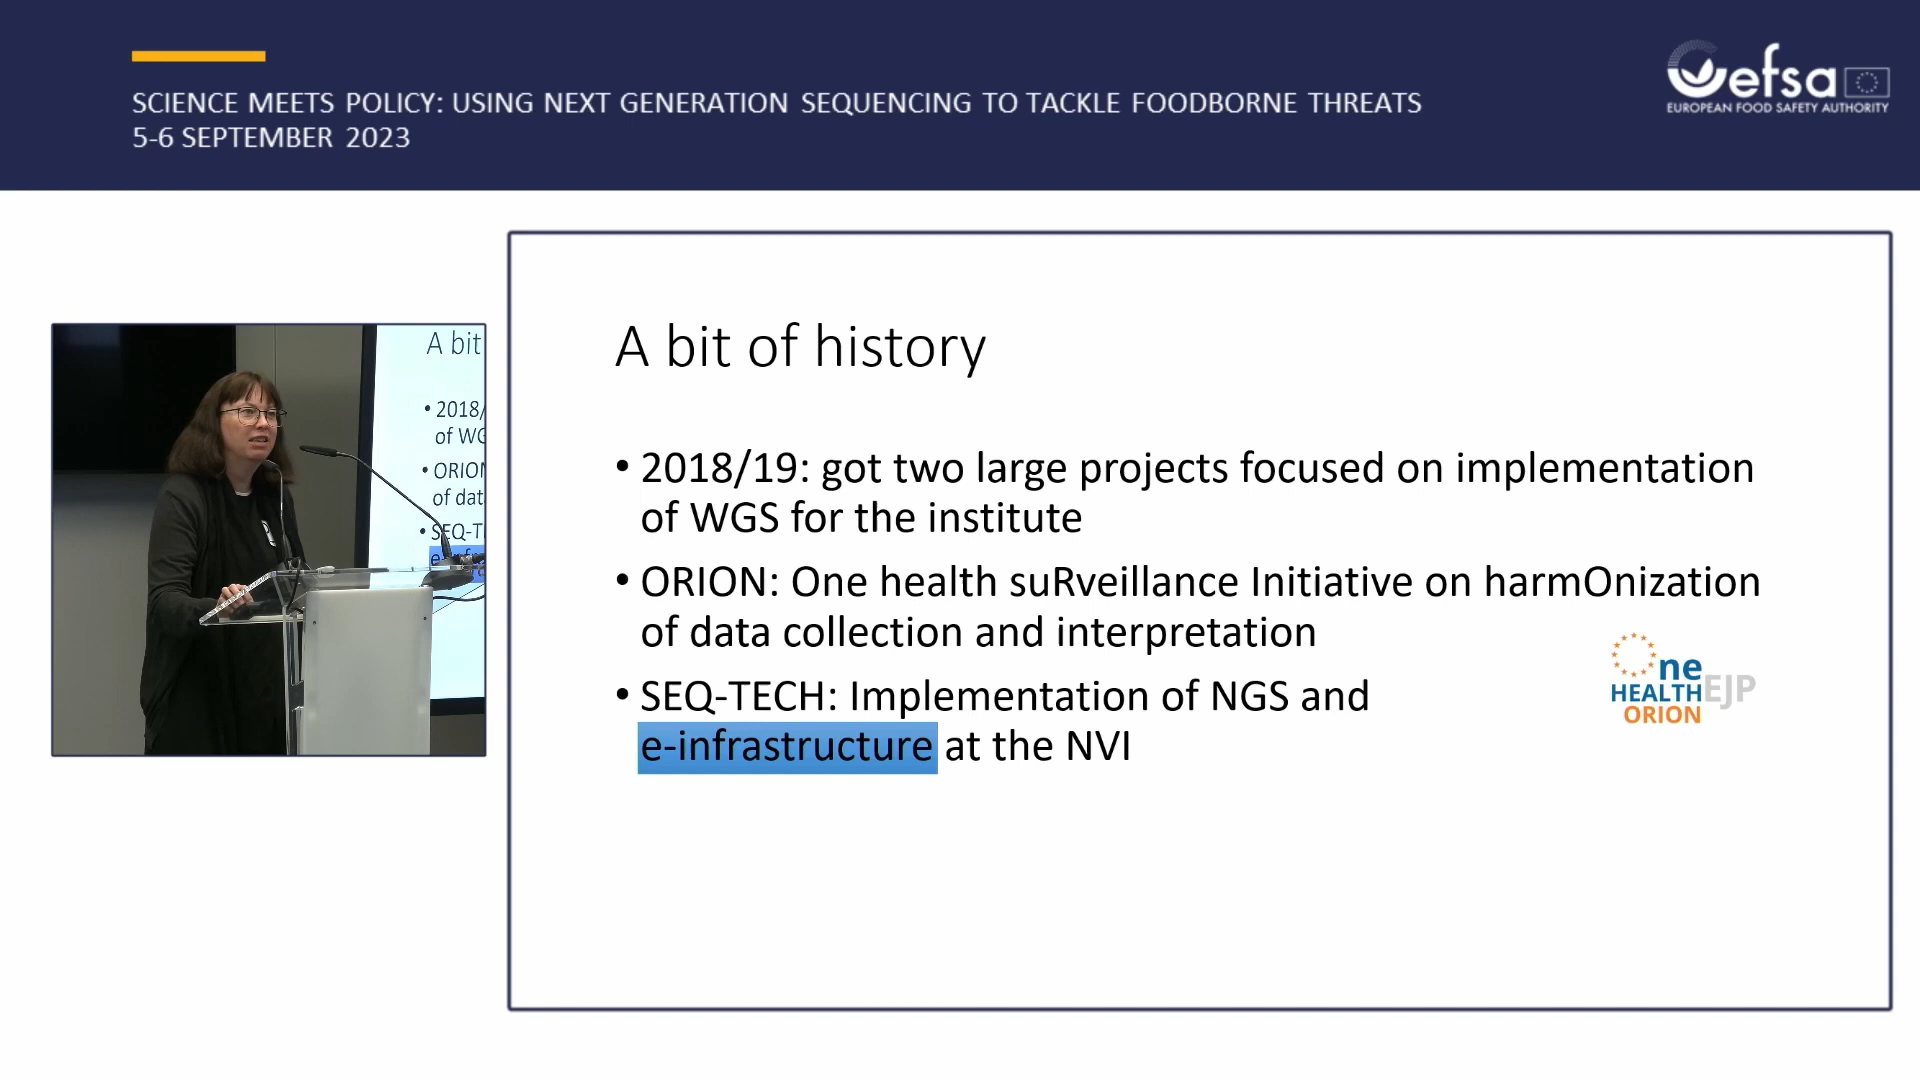 SCIENCE MEETS POLICY: USING NEXT GENERATION SEQUENCING TO TACKLE FOODBORNE THREATS
5-6 SEPTEMBER 2023
efsa
EUROPEAN FOOD SAFETY AUTHORITY
A bit of history
• 2018/19: got two large projects focused on implementation
of WGS for the institute
• ORION: One health suRveillance Initiative on harmOnization
of data collection and interpretation
• SEQ-TECH: Implementation of NGS and
e-infrastructure at the NVI
One
HEALTH EJP
ORION
A bit
• 2018/
of WG
• ORION
of dat
• SEQ-T